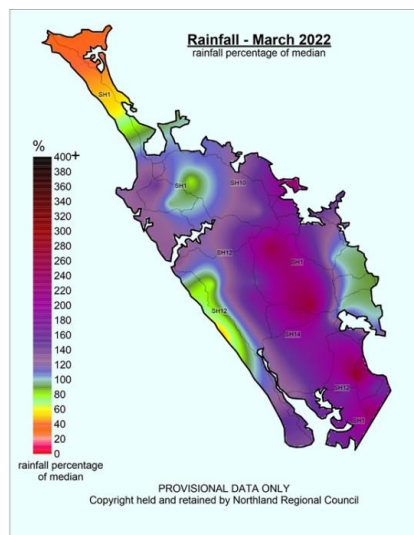 Rainfall - March 2022
rainfall percentage of median
%
400+
380
360
340
320
300
280
260
240
220
200
180
160
140
120
100
80
60
40
20
0
rainfall percentage
of median
SH1
SH1
SH10
SH12
SH1
SH12
SH14
SH12
SH1
PROVISIONAL DATA ONLY
Copyright held and retained by Northland Regional Council